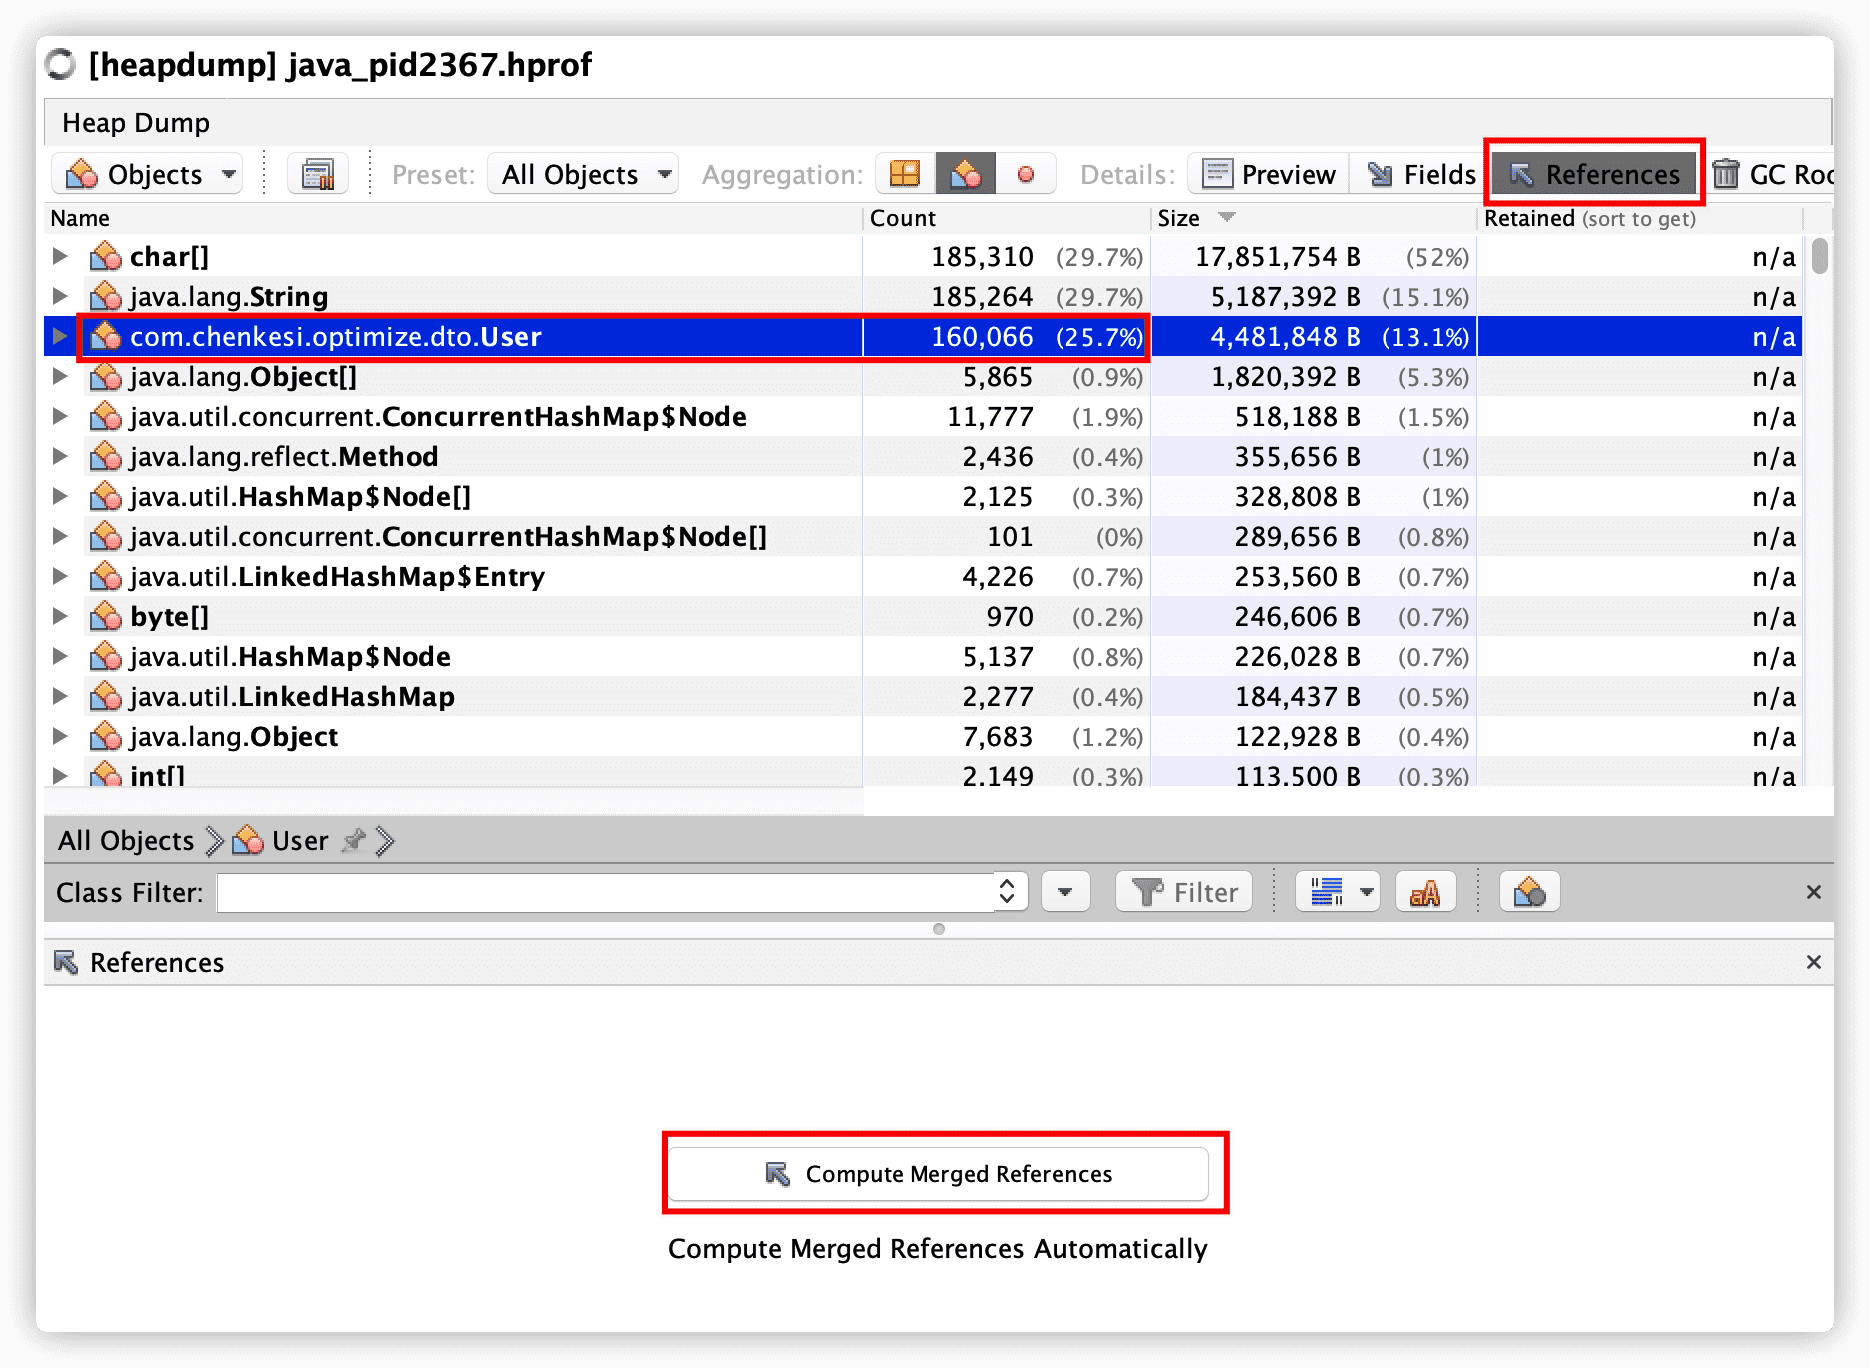 [heapdump] java_pid2367.hprof
Heap Dump
Objects Preset: All Objects Aggregation: Details: Preview Fields References GC Roo
Name Count Size Retained (sort to get)
char[] 185,310 (29.7%) 17,851,754 B (52%) n/a
java.lang.String 185,264 (29.7%) 5,187,392 B (15.1%) n/a
com.chenkesi.optimize.dto.User 160,066 (25.7%) 4,481,848 B (13.1%) n/a
java.lang.Object[] 5,865 (0.9%) 1,820,392 B (5.3%) n/a
java.util.concurrent.ConcurrentHashMap$Node 11,777 (1.9%) 518,188 B (1.5%) n/a
java.lang.reflect.Method 2,436 (0.4%) 355,656 B (1%) n/a
java.util.HashMap$Node[] 2,125 (0.3%) 328,808 B (1%) n/a
java.util.concurrent.ConcurrentHashMap$Node[] 101 (0%) 289,656 B (0.8%) n/a
java.util.LinkedHashMap$Entry 4,226 (0.7%) 253,560 B (0.7%) n/a
byte[] 970 (0.2%) 246,606 B (0.7%) n/a
java.util.HashMap$Node 5,137 (0.8%) 226,028 B (0.7%) n/a
java.util.LinkedHashMap 2,277 (0.4%) 184,437 B (0.5%) n/a
java.lang.Object 7,683 (1.2%) 122,928 B (0.4%) n/a
int[] 2,149 (0.3%) 113,500 B (0.3%) n/a
All Objects User
Class Filter: Filter
References
Compute Merged References
Compute Merged References Automatically